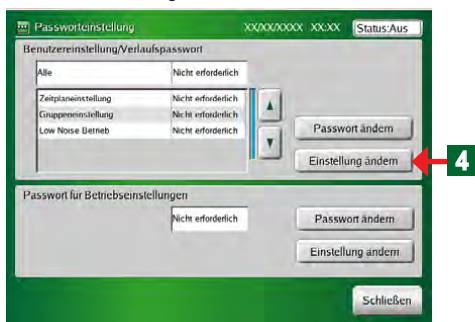 Passworteinstellung XX/XX/XXXX XX:XX Status:Aus
Benutzereinstellung/Verlaufspasswort
Alle Nicht erforderlich
Zeitplaneinstellung Nicht erforderlich
Gruppeneinstellung Nicht erforderlich
Low Noise Betrieb Nicht erforderlich
Passwort ändern
Einstellung ändern 4
Passwort für Betriebseinstellungen
Nicht erforderlich Passwort ändern
Einstellung ändern
Schließen